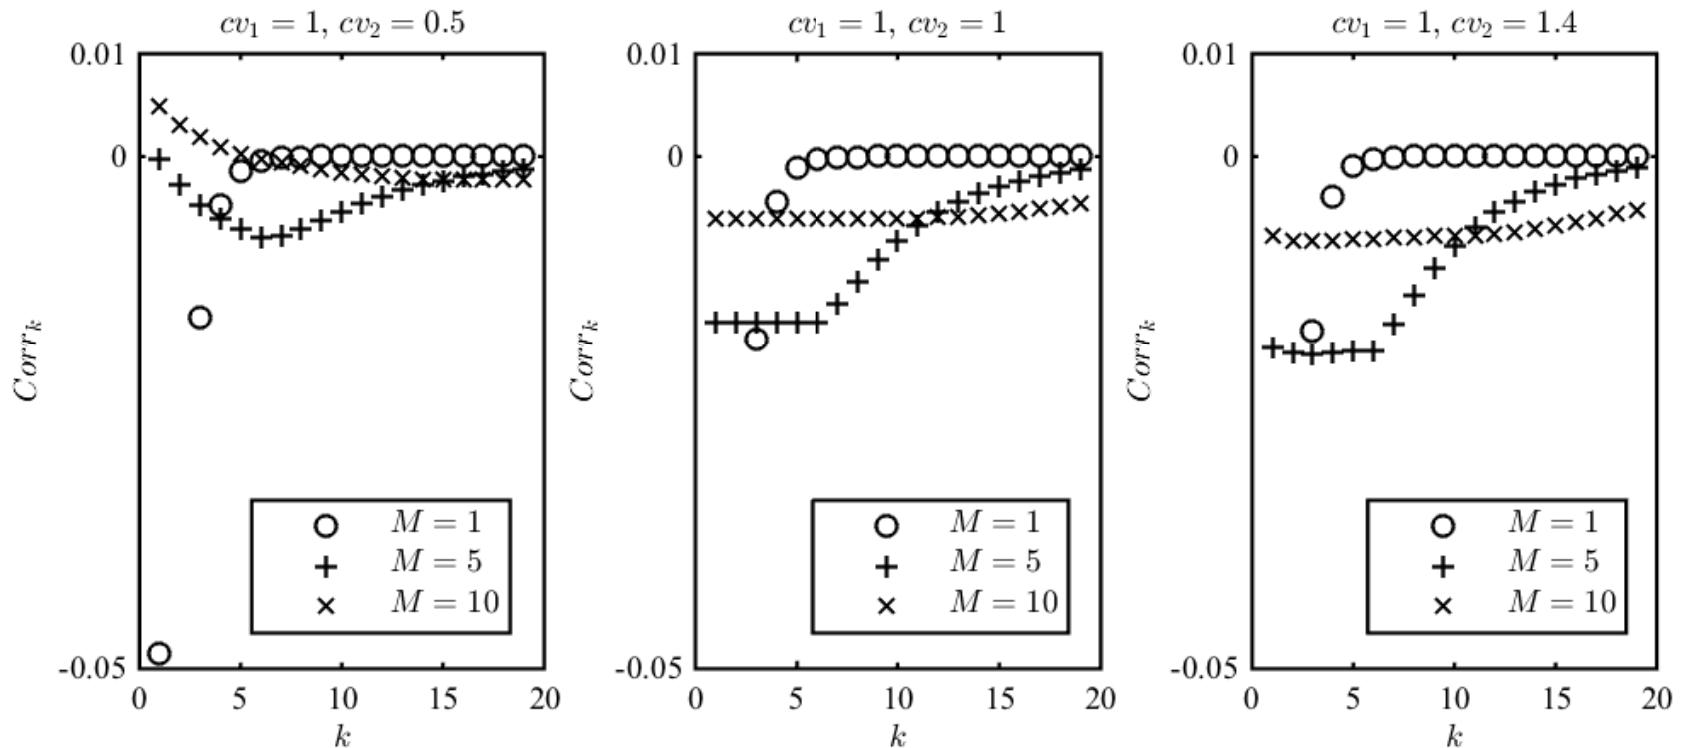 cv₁ = 1, cv₂ = 0.5
0.01
0
-0.05
Corrₖ
0 5 10 15 20
k
M = 1
M = 5
M = 10
cv₁ = 1, cv₂ = 1
0.01
0
-0.05
Corrₖ
0 5 10 15 20
k
M = 1
M = 5
M = 10
cv₁ = 1, cv₂ = 1.4
0.01
0
-0.05
Corrₖ
0 5 10 15 20
k
M = 1
M = 5
M = 10